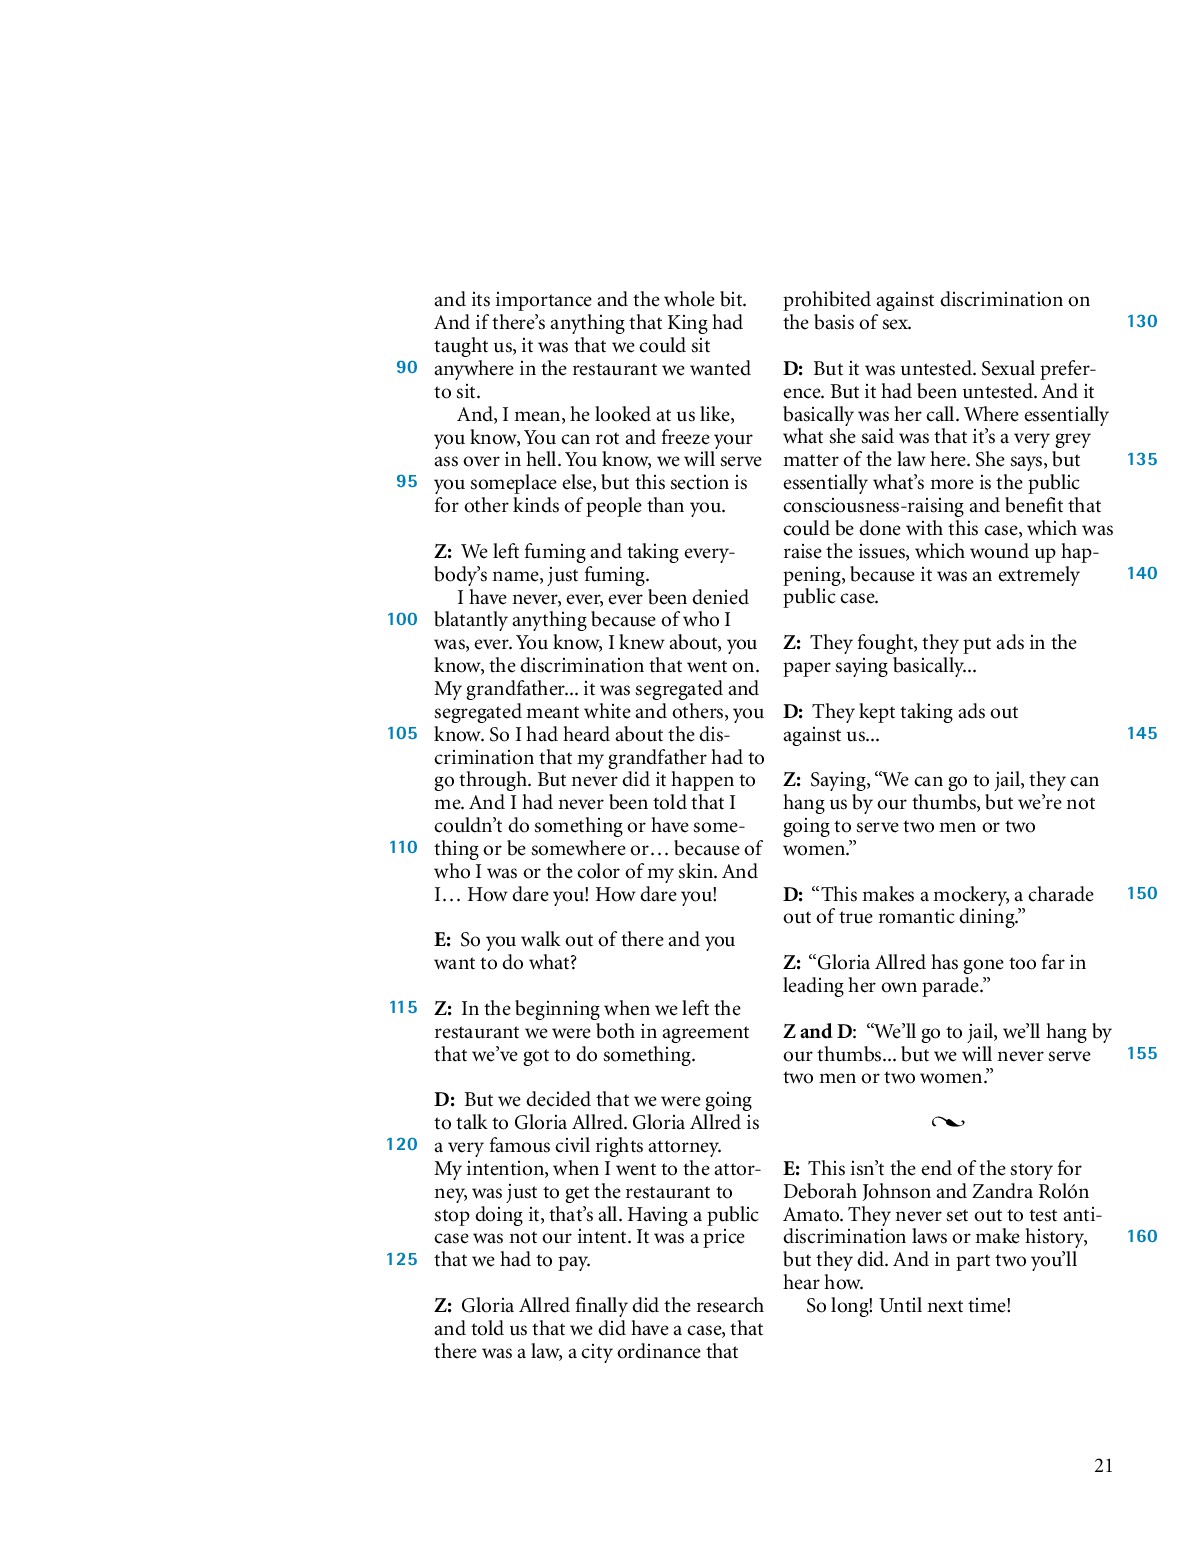 and its importance and the whole bit.
And if there’s anything that King had
taught us, it was that we could sit
90 anywhere in the restaurant we wanted
to sit.
And, I mean, he looked at us like,
you know, You can rot and freeze your
ass over in hell. You know, we will serve
95 you someplace else, but this section is
for other kinds of people than you.
Z: We left fuming and taking every-
body’s name, just fuming.
I have never, ever, ever been denied
100 blatantly anything because of who I
was, ever. You know, I knew about, you
know, the discrimination that went on.
My grandfather... it was segregated and
segregated meant white and others, you
105 know. So I had heard about the dis-
crimination that my grandfather had to
go through. But never did it happen to
me. And I had never been told that I
couldn’t do something or have some-
110 thing or be somewhere or… because of
who I was or the color of my skin. And
I… How dare you! How dare you!
E: So you walk out of there and you
want to do what?
115 Z: In the beginning when we left the
restaurant we were both in agreement
that we’ve got to do something.
D: But we decided that we were going
to talk to Gloria Allred. Gloria Allred is
120 a very famous civil rights attorney.
My intention, when I went to the attor-
ney, was just to get the restaurant to
stop doing it, that’s all. Having a public
case was not our intent. It was a price
125 that we had to pay.
Z: Gloria Allred finally did the research
and told us that we did have a case, that
there was a law, a city ordinance that
prohibited against discrimination on
the basis of sex. 130
D: But it was untested. Sexual prefer-
ence. But it had been untested. And it
basically was her call. Where essentially
what she said was that it’s a very grey
matter of the law here. She says, but 135
essentially what’s more is the public
consciousness-raising and benefit that
could be done with this case, which was
raise the issues, which wound up hap-
pening, because it was an extremely 140
public case.
Z: They fought, they put ads in the
paper saying basically...
D: They kept taking ads out
against us... 145
Z: Saying, “We can go to jail, they can
hang us by our thumbs, but we’re not
going to serve two men or two
women.”
D: “This makes a mockery, a charade 150
out of true romantic dining.”
Z: “Gloria Allred has gone too far in
leading her own parade.”
Z and D: “We’ll go to jail, we’ll hang by
our thumbs... but we will never serve 155
two men or two women.”
E: This isn’t the end of the story for
Deborah Johnson and Zandra Rolón
Amato. They never set out to test anti-
discrimination laws or make history, 160
but they did. And in part two you’ll
hear how.
So long! Until next time!
21